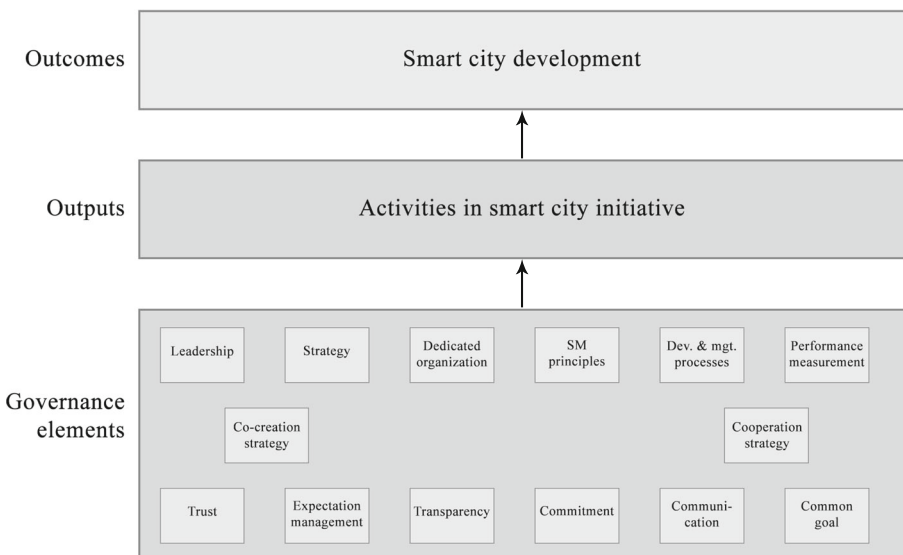 Outcomes
Smart city development
Outputs
Activities in smart city initiative
Governance
elements
Leadership
Strategy
Dedicated
organization
SM
principles
Dev. & mgt.
processes
Performance
measurement
Co-creation
strategy
Cooperation
strategy
Trust
Expectation
management
Transparency
Commitment
Communi-
cation
Common
goal